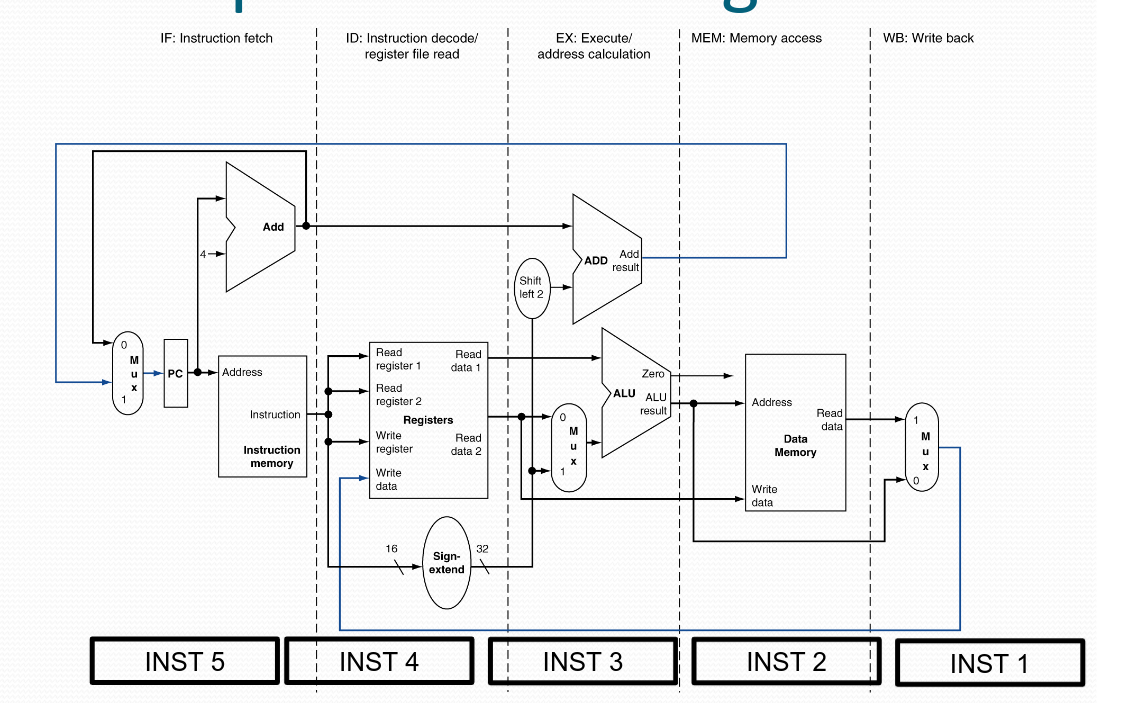 IF: Instruction fetch
ID: Instruction decode/
register file read
EX: Execute/
address calculation
MEM: Memory access
WB: Write back
Add
4
ADD
Add
result
Shift
left 2
0
M
u
x
1
PC
Address
Instruction
Instruction
memory
Read
register 1
Read
register 2
Registers
Write
register
Write
data
Read
data 1
Read
data 2
0
M
u
x
1
Zero
ALU
ALU
result
Address
Read
data
Data
Memory
Write
data
1
M
u
x
0
16
Sign-
extend
32
INST 5
INST 4
INST 3
INST 2
INST 1